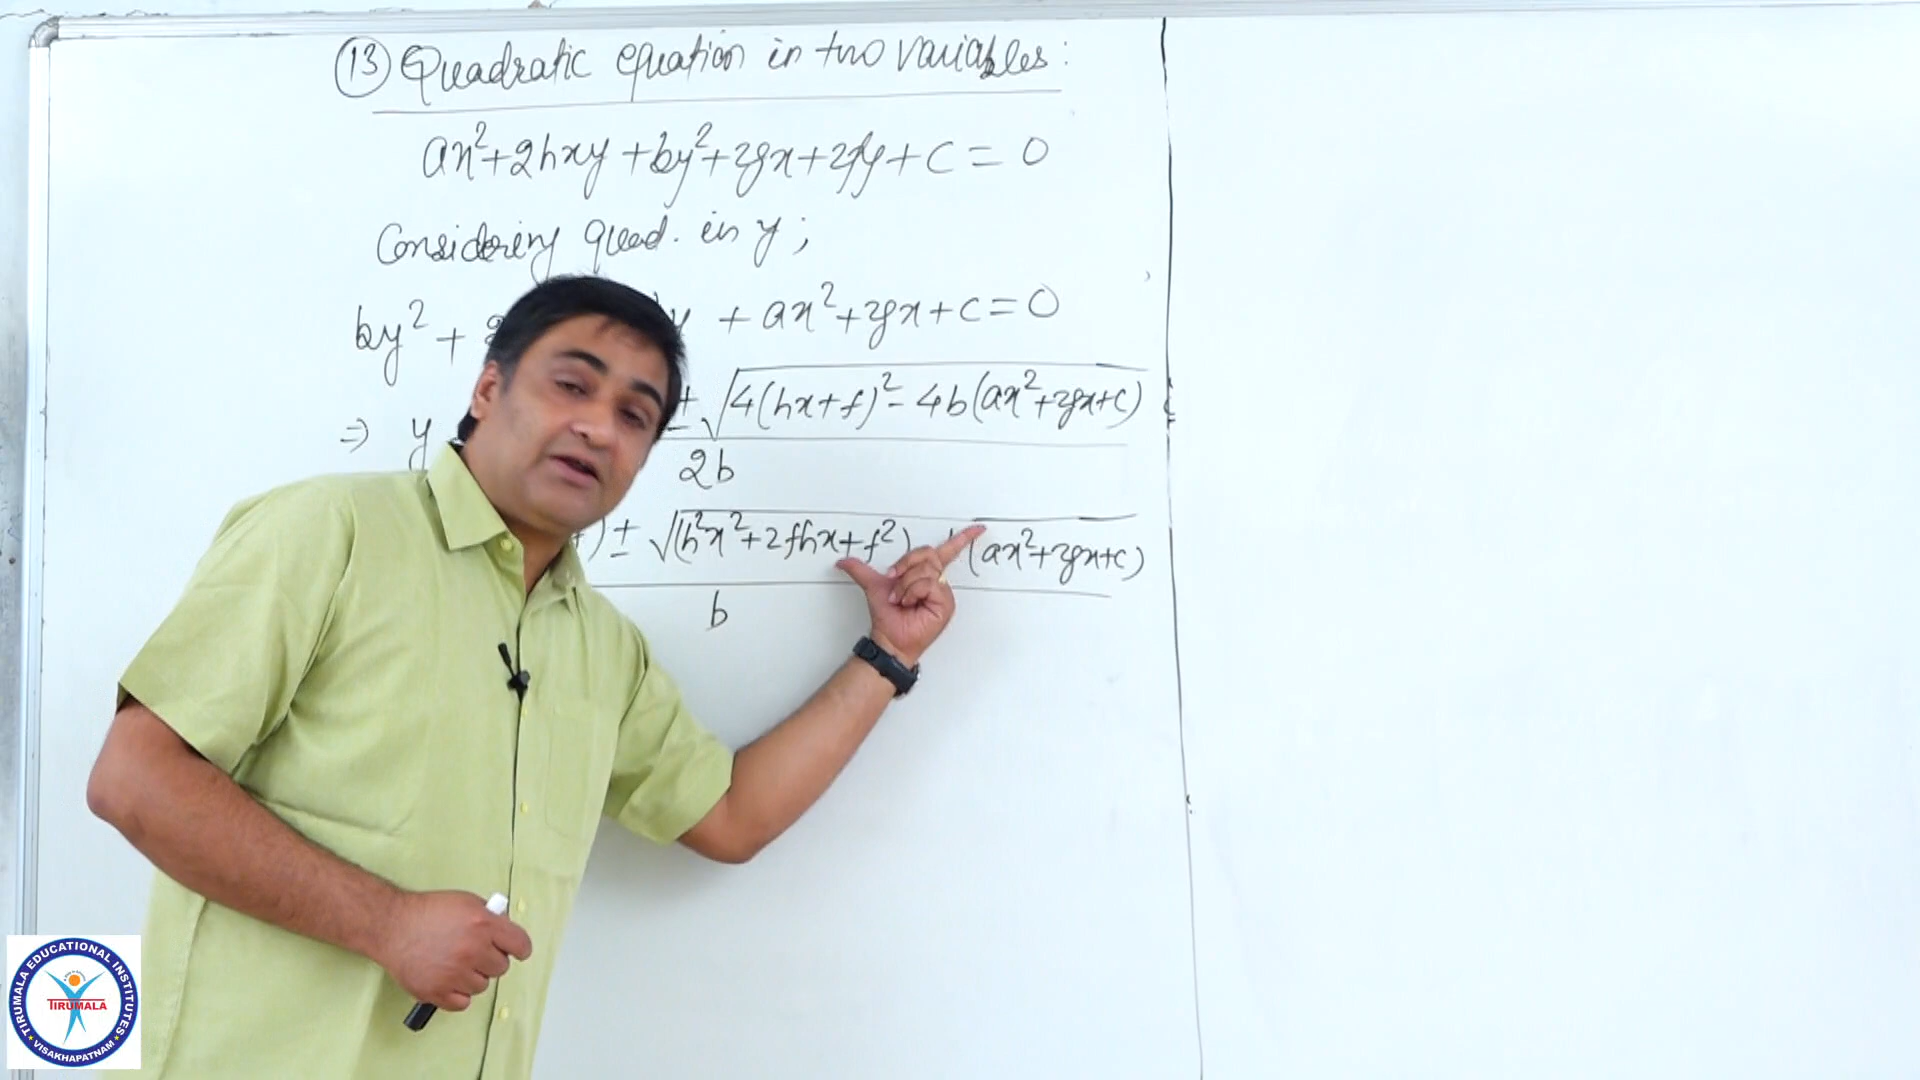 (13) Quadratic equation in two variables:
ax²+2hxy+by²+2gx+2fy+c=0
Considering quad. in y;
by² + 2 y + ax²+2gx+c=0
⇒ y ± √4(hx+f)²-4b(ax²+2gx+c)
2b
) ± √(h²x²+2fhx+f²) (ax²+2gx+c)
b
TIRUMALA EDUCATIONAL INSTITUTES
TIRUMALA
VISAKHAPATNAM